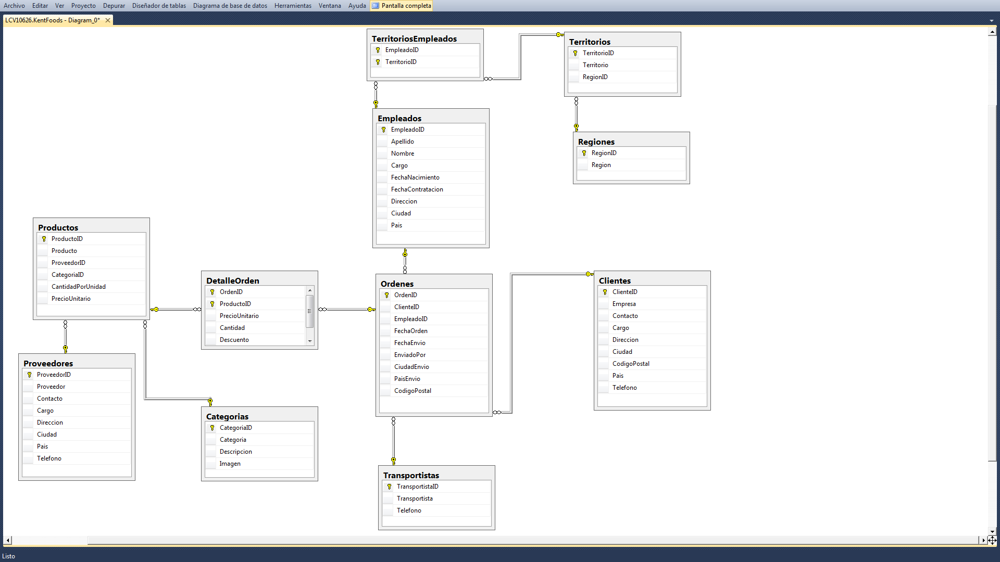 Archivo Editar Ver Proyecto Depurar Diseñador de tablas Diagrama de base de datos Herramientas Ventana Ayuda Pantalla completa
LCV10626.KentFoods - Diagram_0*
TerritoriosEmpleados
EmpleadoID
TerritorioID
Territorios
TerritorioID
Territorio
RegionID
Empleados
EmpleadoID
Apellido
Nombre
Cargo
FechaNacimiento
FechaContratacion
Direccion
Ciudad
Pais
Regiones
RegionID
Region
Productos
ProductoID
Producto
ProveedorID
CategoriaID
CantidadPorUnidad
PrecioUnitario
DetalleOrden
OrdenID
ProductoID
PrecioUnitario
Cantidad
Descuento
Ordenes
OrdenID
ClienteID
EmpleadoID
FechaOrden
FechaEnvio
EnviadoPor
CiudadEnvio
PaisEnvio
CodigoPostal
Clientes
ClienteID
Empresa
Contacto
Cargo
Direccion
Ciudad
CodigoPostal
Pais
Telefono
Proveedores
ProveedorID
Proveedor
Contacto
Cargo
Direccion
Ciudad
Pais
Telefono
Categorias
CategoriaID
Categoria
Descripcion
Imagen
Transportistas
TransportistaID
Transportista
Telefono
Listo